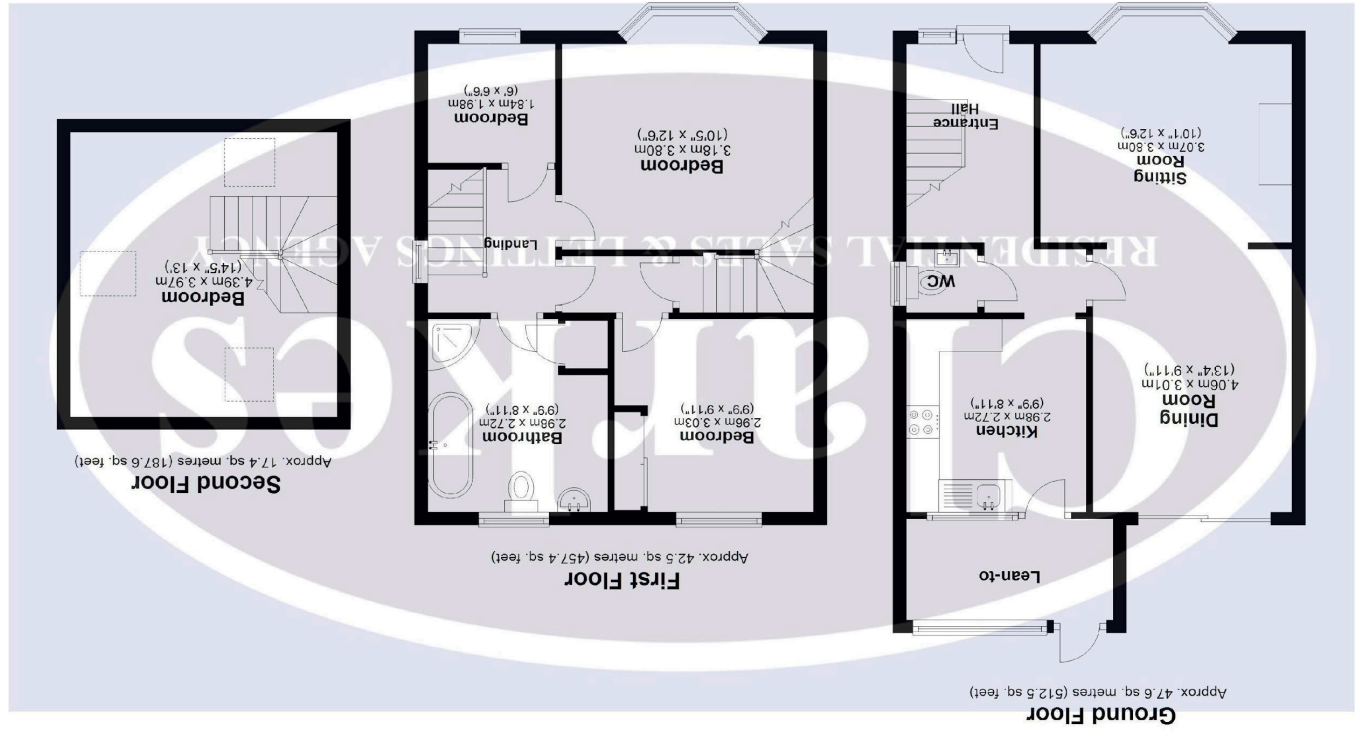 Ground Floor
Approx. 47.6 sq. metres (512.5 sq. feet)
Lean-to
Kitchen
2.98m x 2.72m
(9'9" x 8'11")
Dining
Room
4.06m x 3.01m
(13'4" x 9'11")
WC
Sitting
Room
3.07m x 3.80m
(10'1" x 12'6")
Entrance
Hall
First Floor
Approx. 42.5 sq. metres (457.4 sq. feet)
Bedroom
2.96m x 3.03m
(9'9" x 9'11")
Bathroom
2.98m x 2.72m
(9'9" x 8'11")
Landing
Bedroom
3.18m x 3.80m
(10'5" x 12'6")
Bedroom
1.84m x 1.98m
(6' x 6'6")
Second Floor
Approx. 17.4 sq. metres (187.6 sq. feet)
Bedroom
4.39m x 3.97m
(14'5" x 13')
Clarkes
RESIDENTIAL SALES & LETTINGS AGENCY